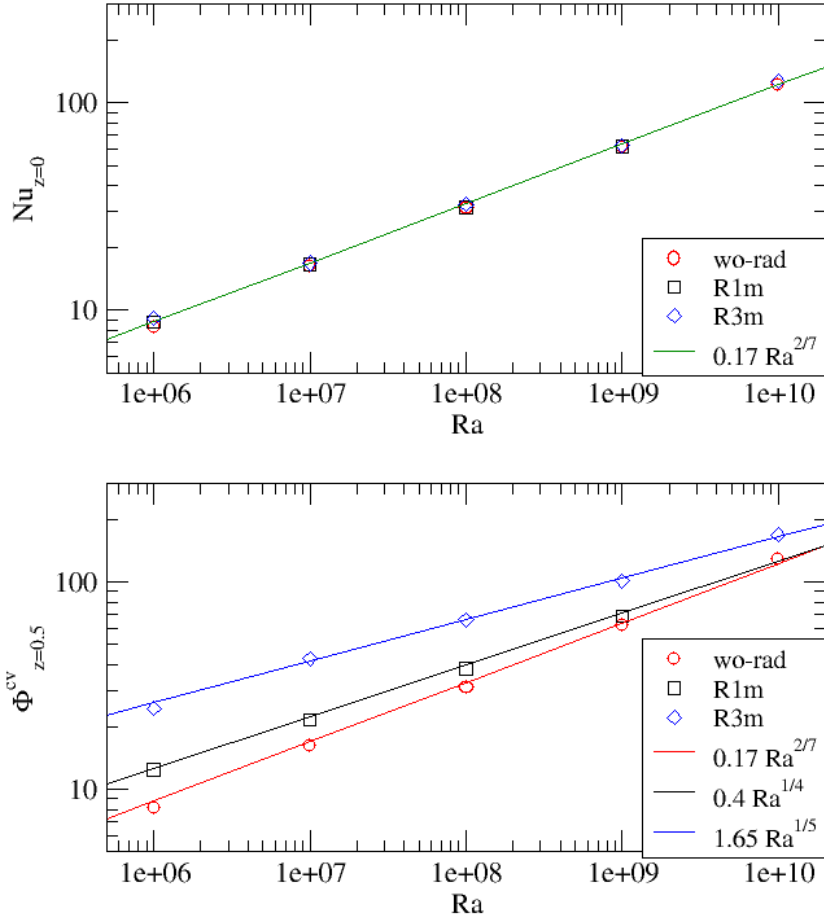 100
10
Nu_{z=0}
wo-rad
R1m
R3m
0.17 Ra^{2/7}
1e+06 1e+07 1e+08 1e+09 1e+10
Ra
100
10
Φ^{cv}_{z=0.5}
wo-rad
R1m
R3m
0.17 Ra^{2/7}
0.4 Ra^{1/4}
1.65 Ra^{1/5}
1e+06 1e+07 1e+08 1e+09 1e+10
Ra